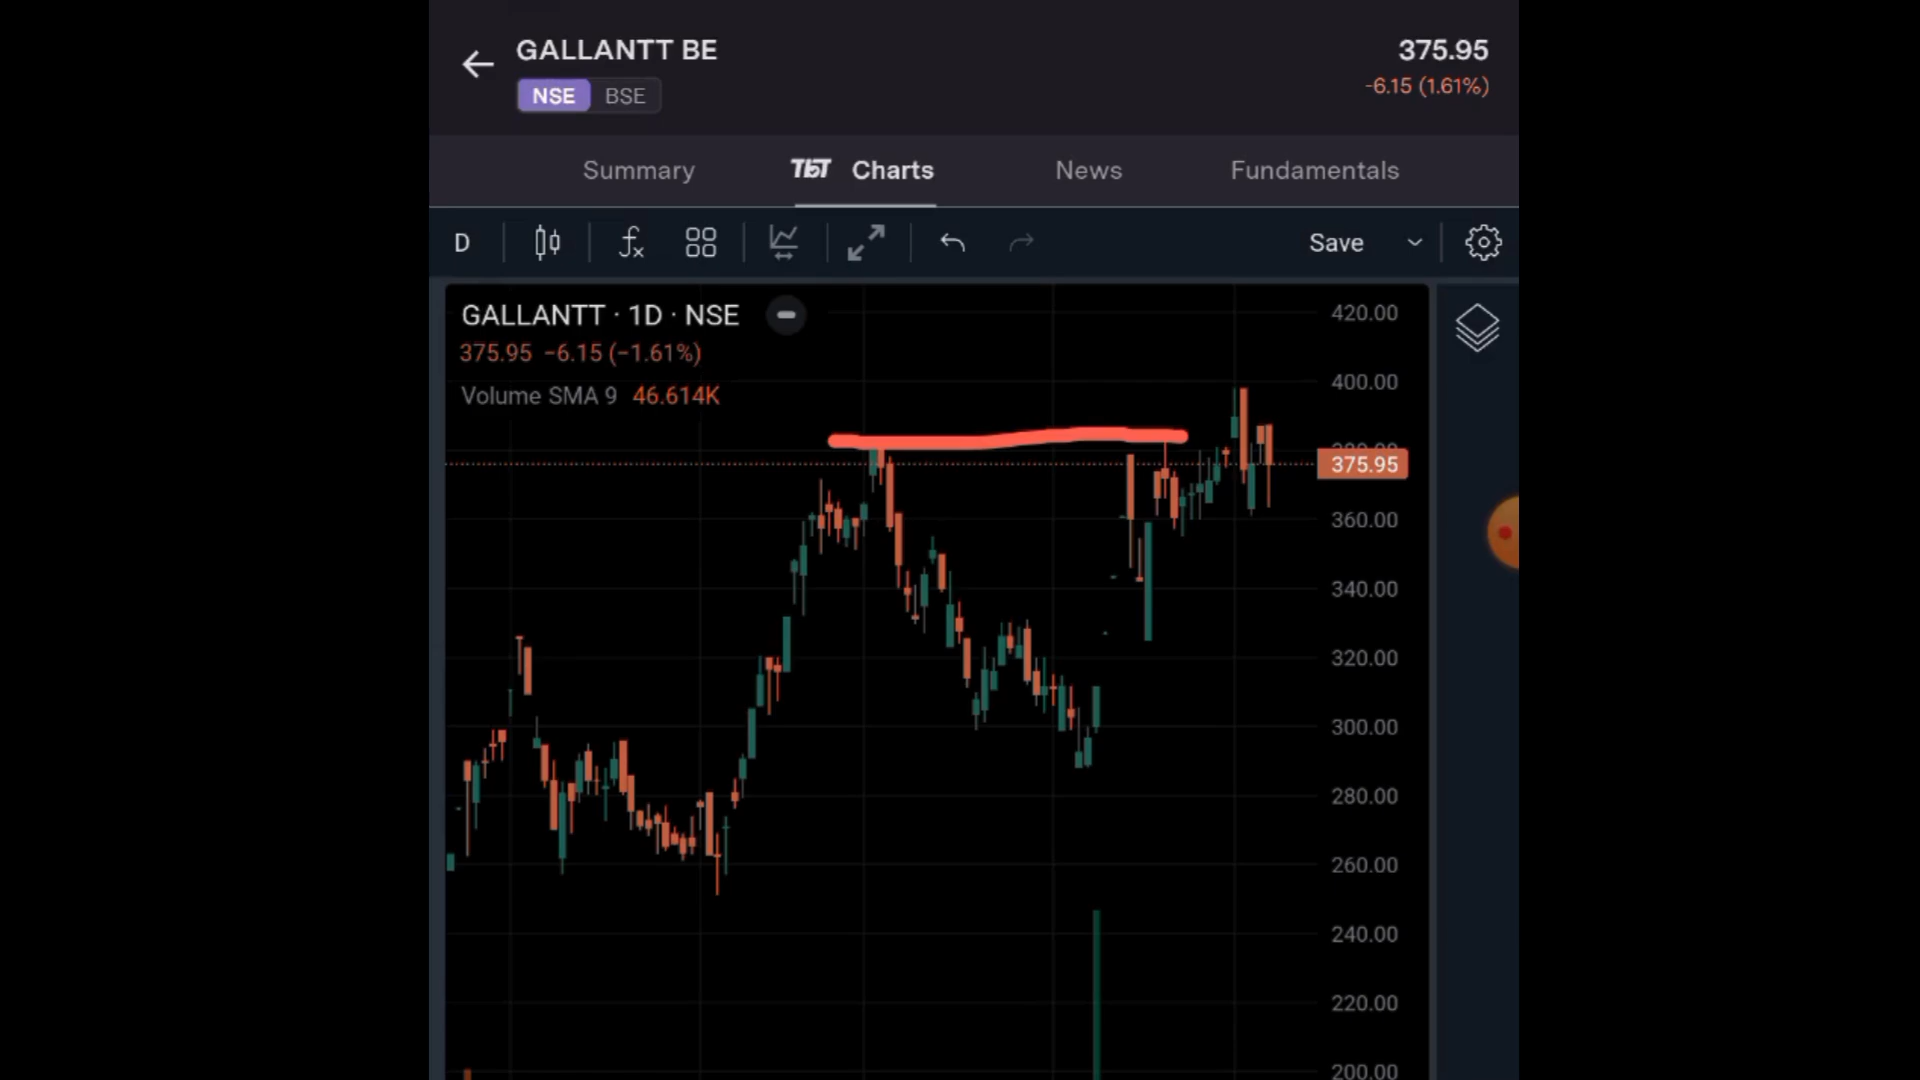 GALLANTT BE
375.95
NSE BSE
-6.15 (1.61%)
Summary
Charts
News
Fundamentals
D
Save
GALLANTT · 1D · NSE
375.95 −6.15 (−1.61%)
Volume SMA 9 46.614K
420.00
400.00
375.95
360.00
340.00
320.00
300.00
280.00
260.00
240.00
220.00
200.00